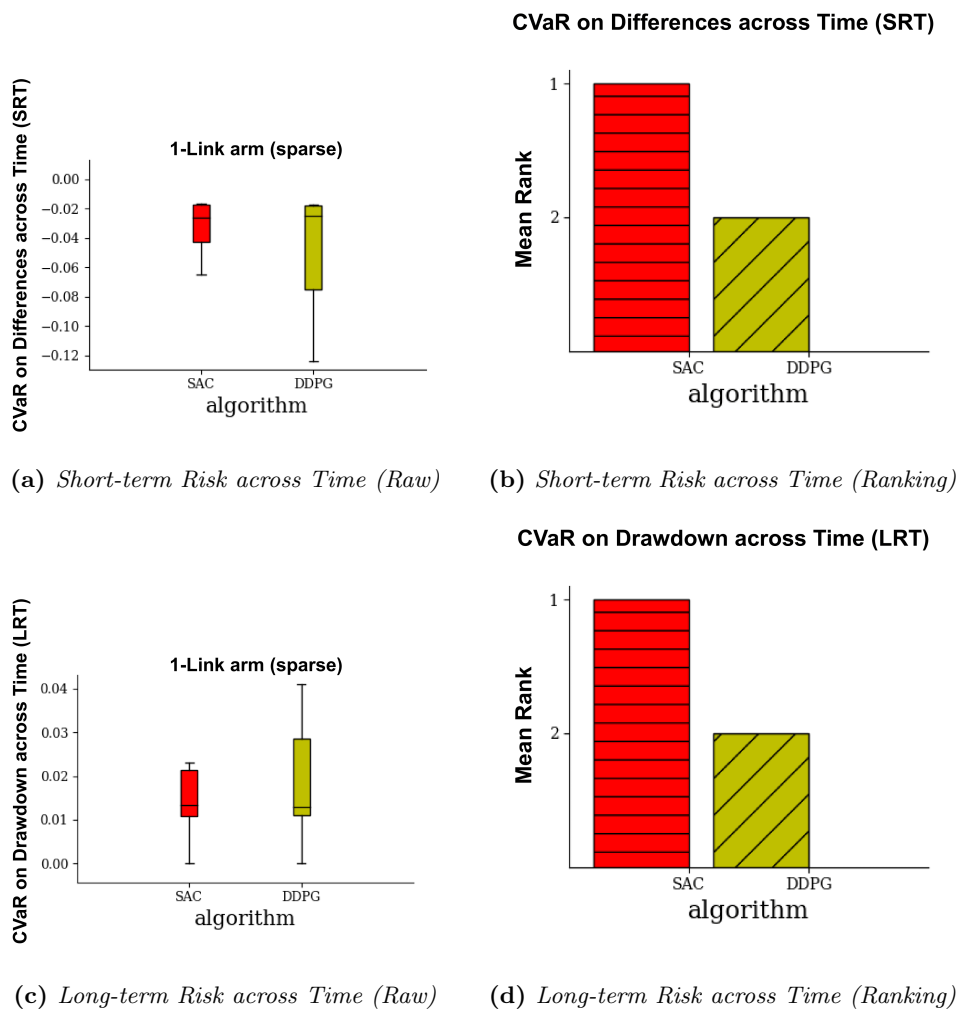 CVaR on Differences across Time (SRT)
1-Link arm (sparse)
0.00
−0.02
−0.04
−0.06
−0.08
−0.10
−0.12
SAC
DDPG
algorithm
(a) Short-term Risk across Time (Raw)
CVaR on Differences across Time (SRT)
Mean Rank
1
2
SAC
DDPG
algorithm
(b) Short-term Risk across Time (Ranking)
CVaR on Drawdown across Time (LRT)
1-Link arm (sparse)
0.04
0.03
0.02
0.01
0.00
SAC
DDPG
algorithm
(c) Long-term Risk across Time (Raw)
CVaR on Drawdown across Time (LRT)
Mean Rank
1
2
SAC
DDPG
algorithm
(d) Long-term Risk across Time (Ranking)